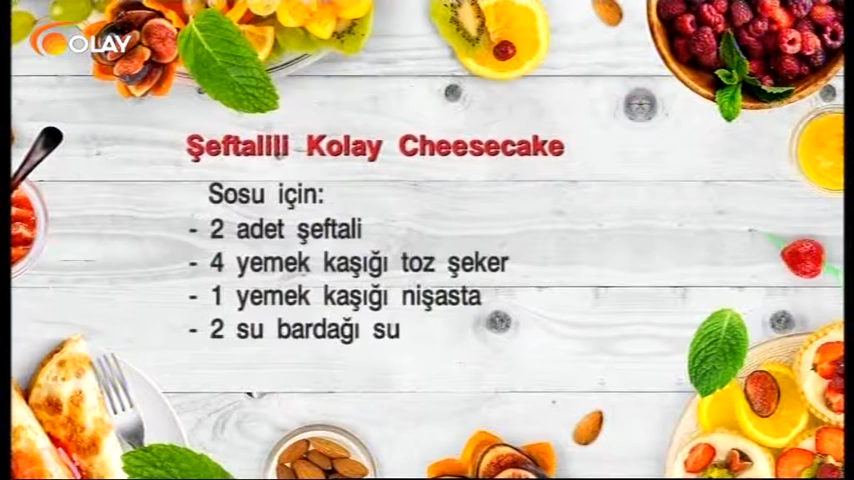 OLAY
Şeftalili Kolay Cheesecake
Sosu için:
- 2 adet şeftali
- 4 yemek kaşığı toz şeker
- 1 yemek kaşığı nişasta
- 2 su bardağı su